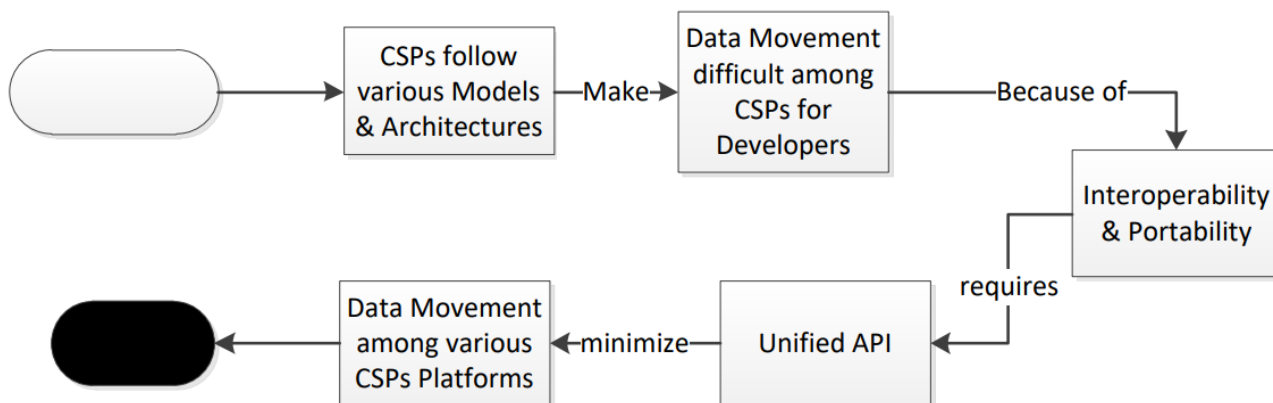 CSPs follow
various Models
& Architectures
Make
Data Movement
difficult among
CSPs for
Developers
Because of
Interoperability
& Portability
requires
Unified API
minimize
Data Movement
among various
CSPs Platforms